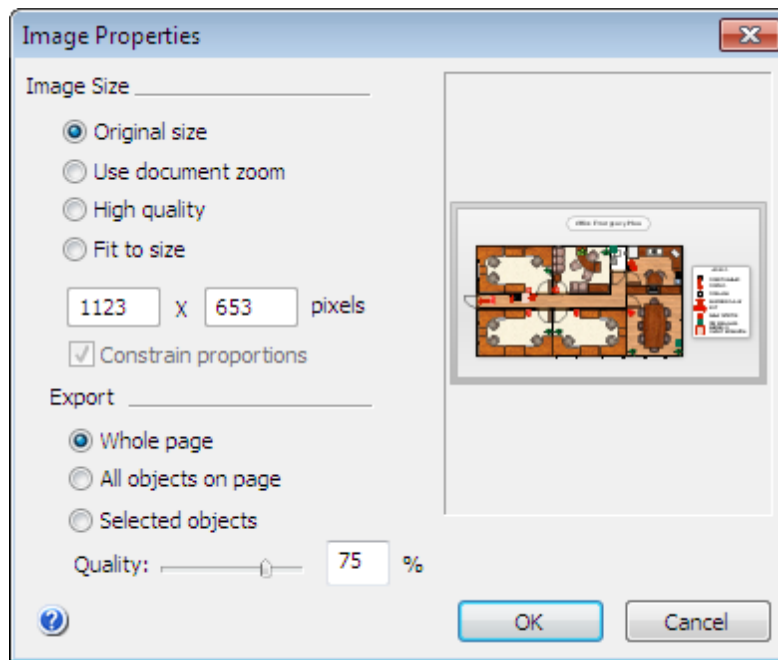 Image Properties
Image Size
Original size
Use document zoom
High quality
Fit to size
1123 X 653 pixels
Constrain proportions
Export
Whole page
All objects on page
Selected objects
Quality: 75 %
OK Cancel